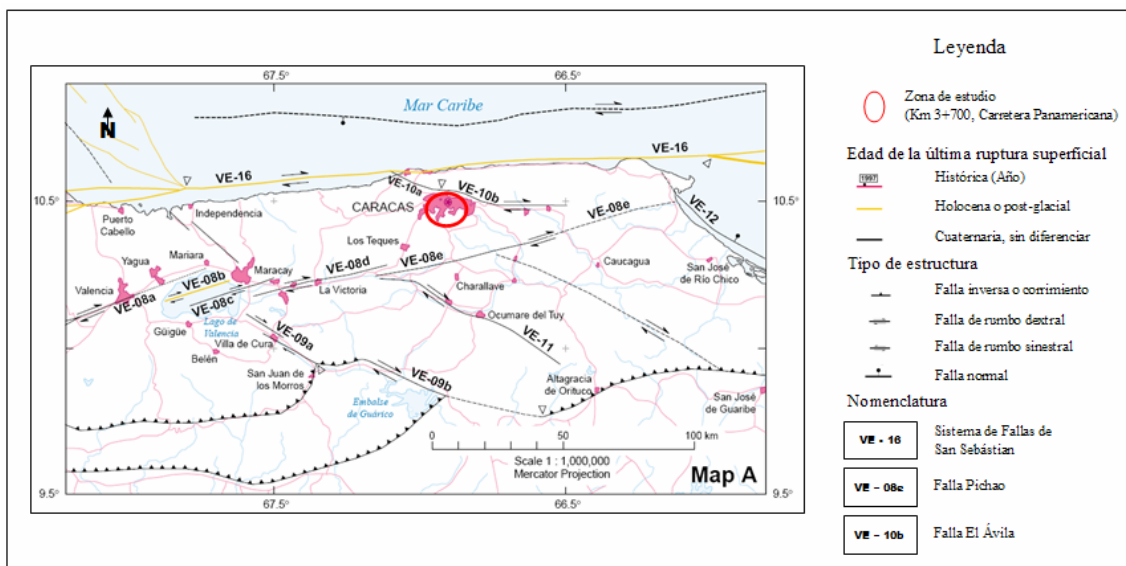 67.5°
66.5°
Mar Caribe
N
VE-16
VE-16
10.5°
VE-10a
VE-10b
10.5°
CARACAS
VE-08e
VE-12
Puerto
Cabello
Independencia
Los Teques
Yagua
Mariara
VE-08b
Maracay
VE-08d
VE-08e
Caucagua
San José
de Río Chico
Valencia
VE-08a
VE-08c
La Victoria
Charallave
Lago de
Valencia
Ocumare del Tuy
Güigüe
VE-09a
Villa de Cura
VE-11
Belén
San Juan de
los Morros
VE-09b
Altagracia
de Orituco
Embalse
de Guárico
San José
de Guaribe
0 50 100 km
Scale 1 : 1,000,000
Mercator Projection
Map A
9.5°
9.5°
67.5°
66.5°
Leyenda
Zona de estudio
(Km 3+700, Carretera Panamericana)
Edad de la última ruptura superficial
1997
Histórica (Año)
Holocena o post-glacial
Cuaternaria, sin diferenciar
Tipo de estructura
Falla inversa o corrimiento
Falla de rumbo dextral
Falla de rumbo sinestral
Falla normal
Nomenclatura
VE - 16
Sistema de Fallas de
San Sebástian
VE – 08e
Falla Pichao
VE – 10b
Falla El Ávila